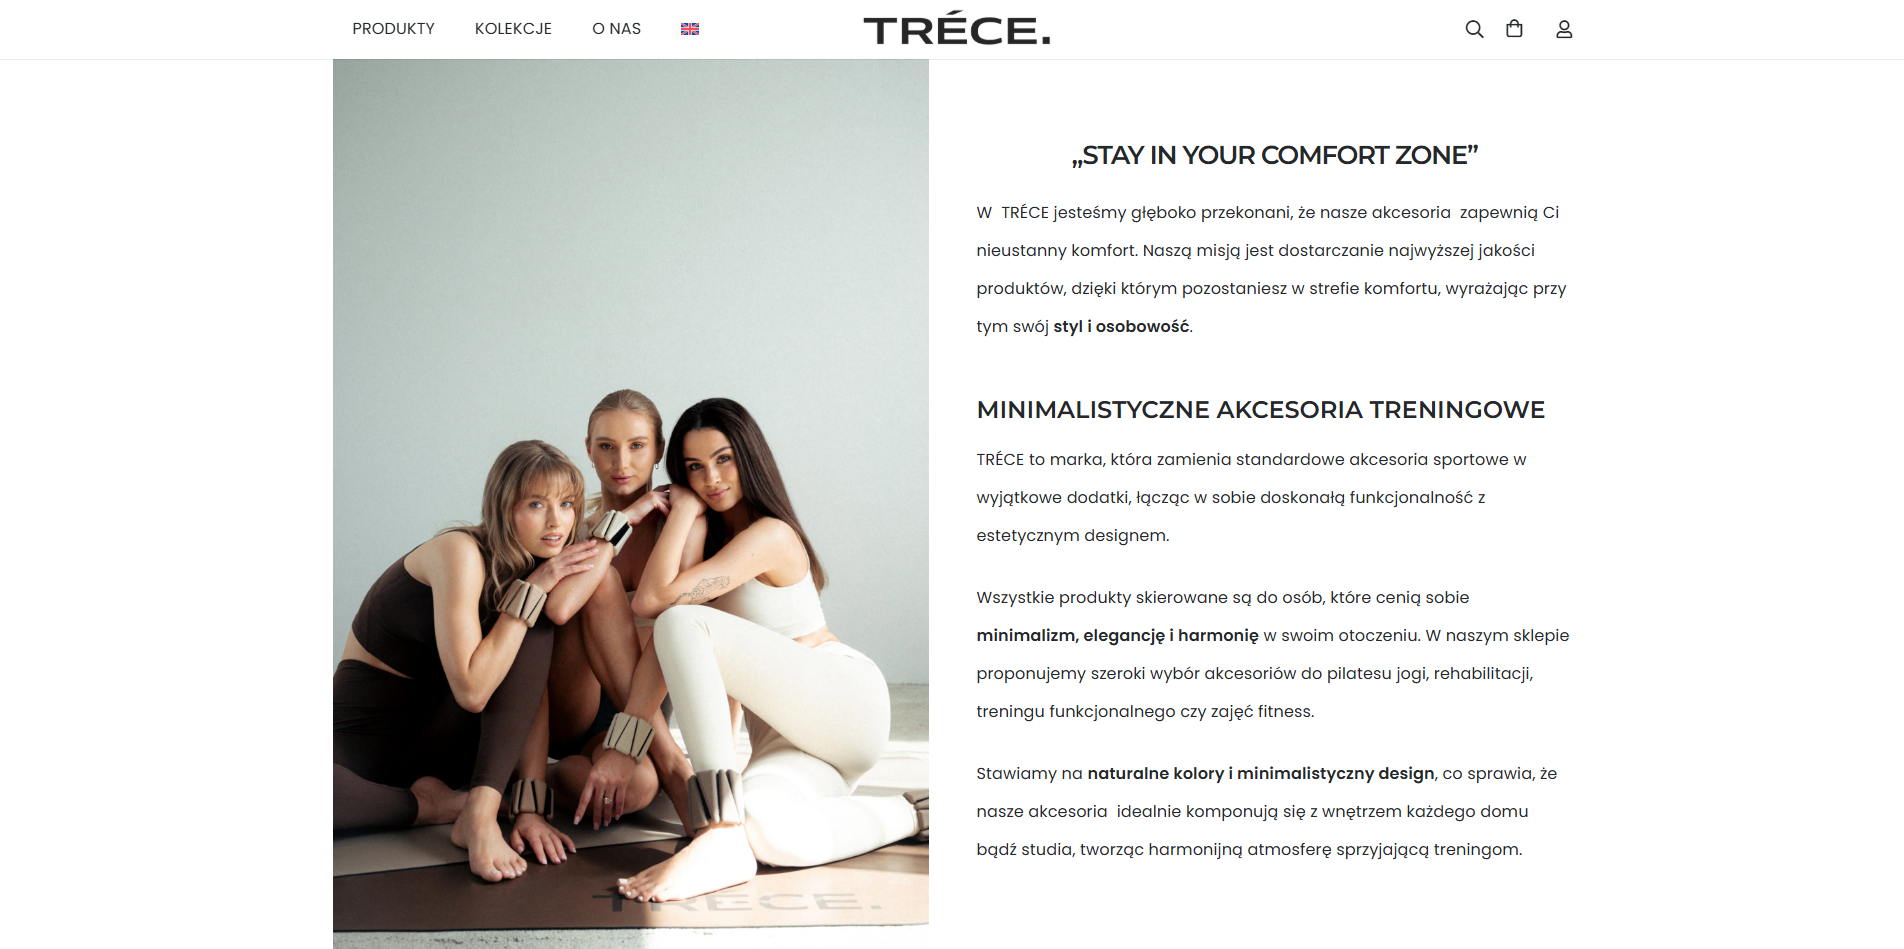 PRODUKTY KOLEKCJE O NAS TRÉCE.
„STAY IN YOUR COMFORT ZONE”
W TRÉCE jesteśmy głęboko przekonani, że nasze akcesoria zapewnią Ci
nieustanny komfort. Naszą misją jest dostarczanie najwyższej jakości
produktów, dzięki którym pozostaniesz w strefie komfortu, wyrażając przy
tym swój styl i osobowość.
MINIMALISTYCZNE AKCESORIA TRENINGOWE
TRÉCE to marka, która zamienia standardowe akcesoria sportowe w
wyjątkowe dodatki, łącząc w sobie doskonałą funkcjonalność z
estetycznym designem.
Wszystkie produkty skierowane są do osób, które cenią sobie
minimalizm, elegancję i harmonię w swoim otoczeniu. W naszym sklepie
proponujemy szeroki wybór akcesoriów do pilatesu jogi, rehabilitacji,
treningu funkcjonalnego czy zajęć fitness.
Stawiamy na naturalne kolory i minimalistyczny design, co sprawia, że
nasze akcesoria idealnie komponują się z wnętrzem każdego domu
bądź studia, tworząc harmonijną atmosferę sprzyjającą treningom.
TRÉCE.